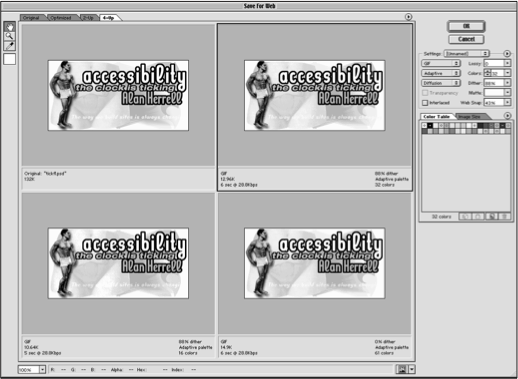 Save For Web
Original Optimized 2-Up 4-Up
OK
Cancel
Settings: [Unnamed]
GIF Lossy: 0
Adaptive Colors: 32
Diffusion Dither: 88%
Transparency Matte:
Interlaced Web Snap: 42%
Color Table Image Size
32 colors
accessibility
the clock is ticking
Alan Herrell
Original: "tick11.psd"
132K
accessibility
the clock is ticking
Alan Herrell
GIF 88% dither
12.96K Adaptive palette
6 sec @ 28.8Kbps 32 colors
accessibility
the clock is ticking
Alan Herrell
GIF 88% dither
10.64K Adaptive palette
5 sec @ 28.8Kbps 16 colors
accessibility
the clock is ticking
Alan Herrell
GIF 0% dither
14.9K Adaptive palette
6 sec @ 28.8Kbps 61 colors
100% R: -- G: -- B: -- Alpha: -- Hex: -- Index: --